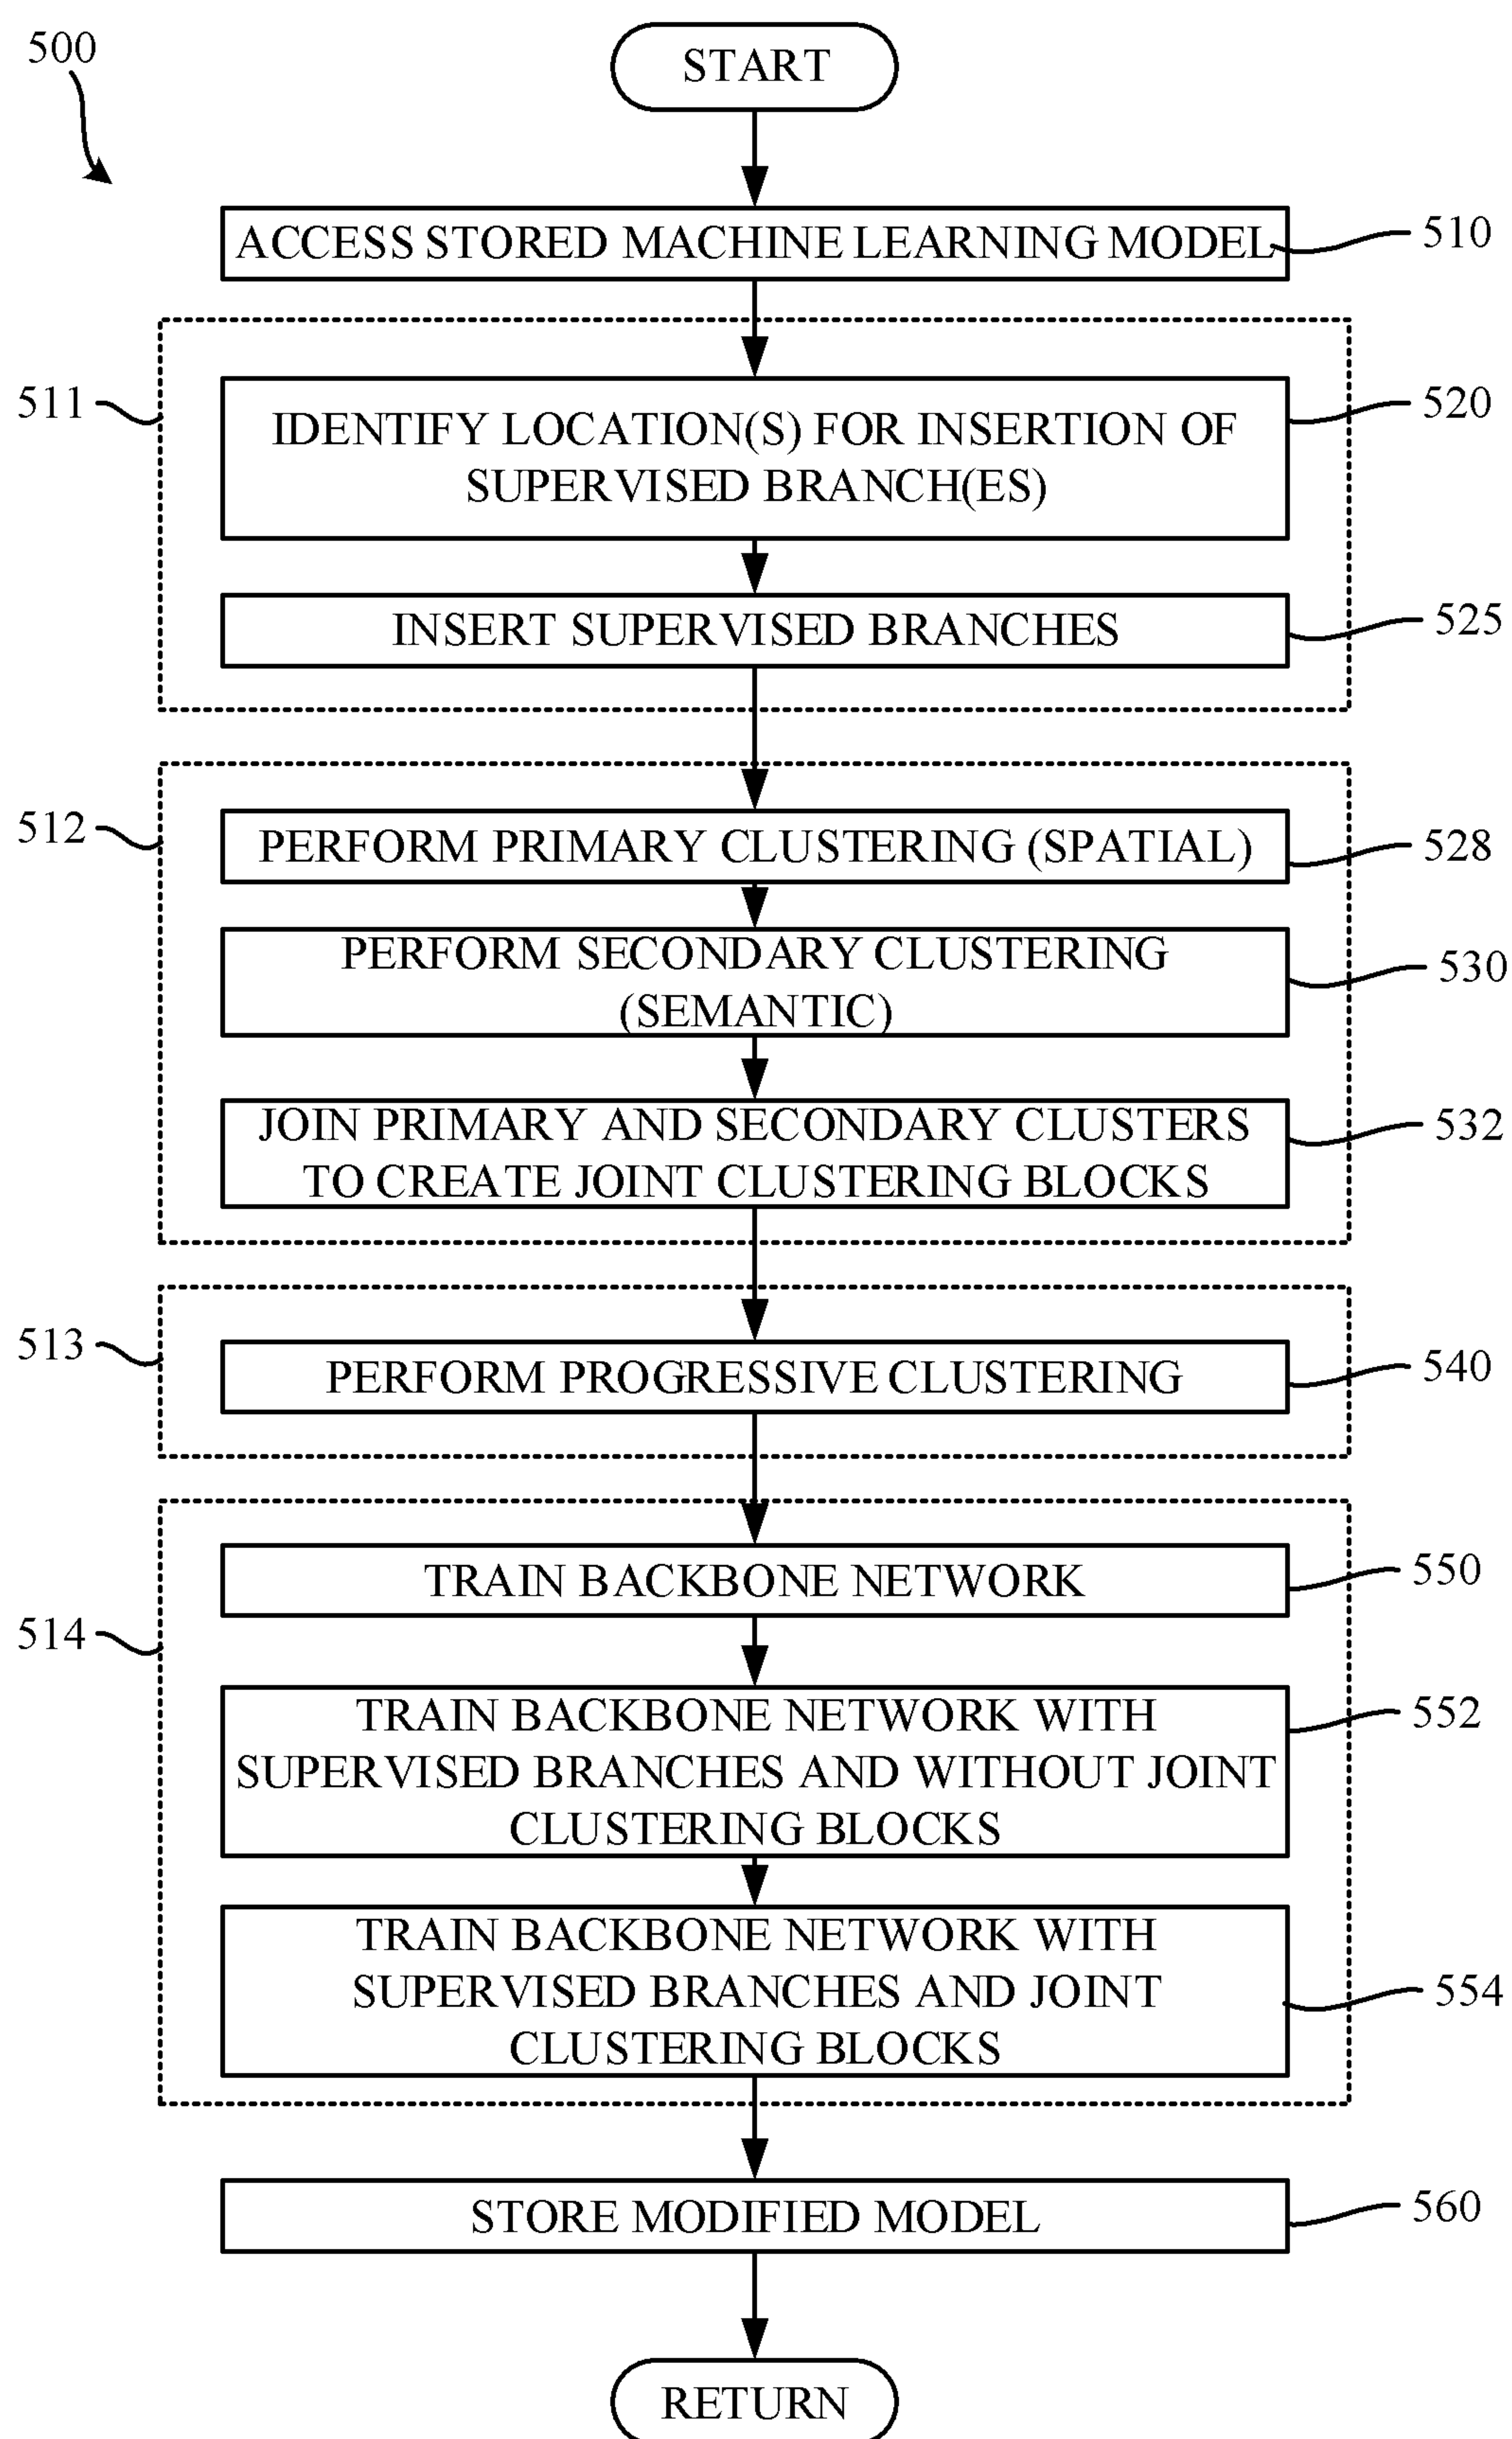 500
START
ACCESS STORED MACHINE LEARNING MODEL
510
511
IDENTIFY LOCATION(S) FOR INSERTION OF
SUPERVISED BRANCH(ES)
520
INSERT SUPERVISED BRANCHES
525
512
PERFORM PRIMARY CLUSTERING (SPATIAL)
528
PERFORM SECONDARY CLUSTERING
(SEMANTIC)
530
JOIN PRIMARY AND SECONDARY CLUSTERS
TO CREATE JOINT CLUSTERING BLOCKS
532
513
PERFORM PROGRESSIVE CLUSTERING
540
514
TRAIN BACKBONE NETWORK
550
TRAIN BACKBONE NETWORK WITH
SUPERVISED BRANCHES AND WITHOUT JOINT
CLUSTERING BLOCKS
552
TRAIN BACKBONE NETWORK WITH
SUPERVISED BRANCHES AND JOINT
CLUSTERING BLOCKS
554
STORE MODIFIED MODEL
560
RETURN